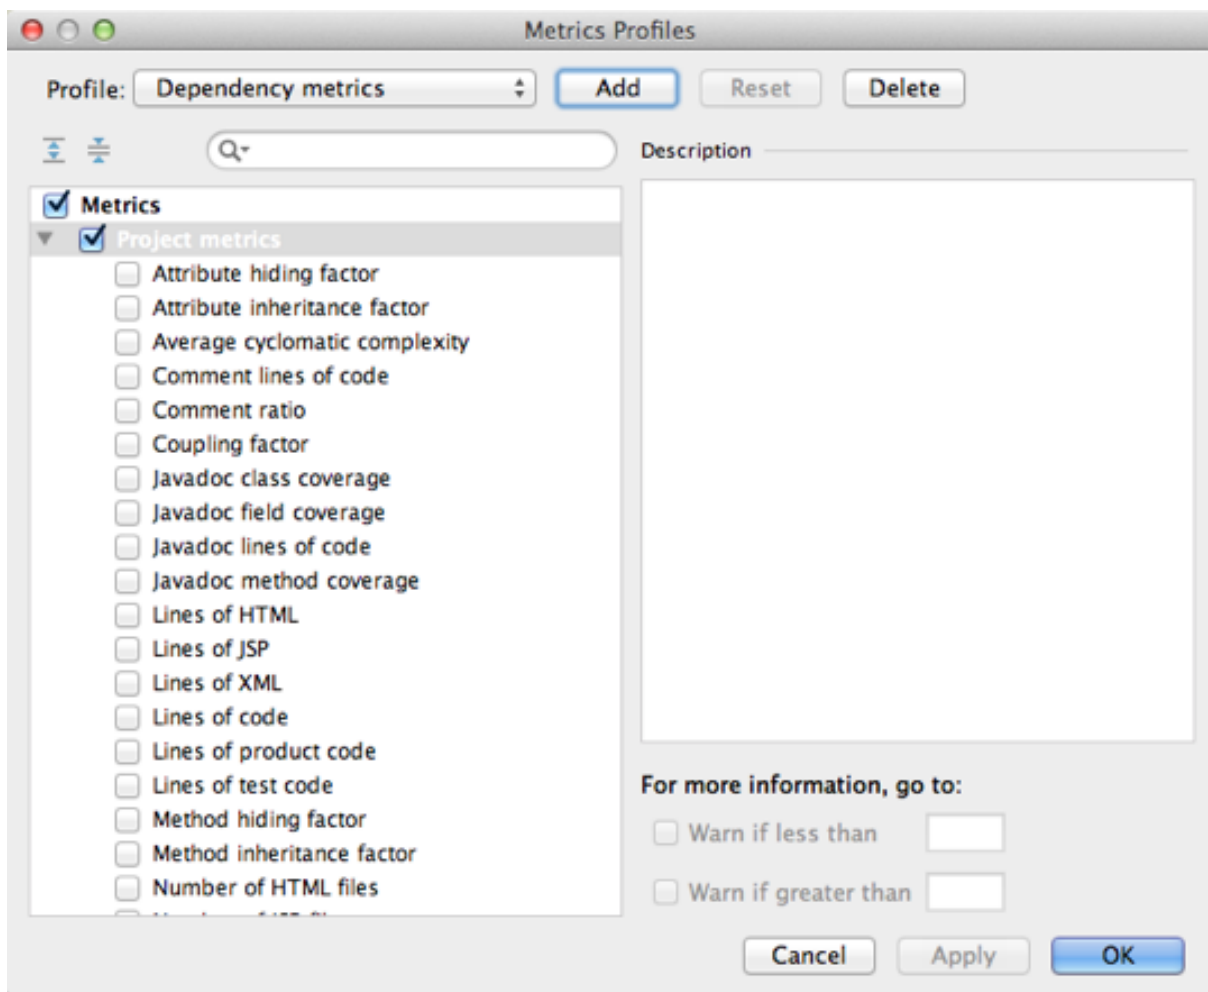 Metrics Profiles
Profile: Dependency metrics Add Reset Delete
Description
Metrics
Project metrics
Attribute hiding factor
Attribute inheritance factor
Average cyclomatic complexity
Comment lines of code
Comment ratio
Coupling factor
Javadoc class coverage
Javadoc field coverage
Javadoc lines of code
Javadoc method coverage
Lines of HTML
Lines of JSP
Lines of XML
Lines of code
Lines of product code
Lines of test code
Method hiding factor
Method inheritance factor
Number of HTML files
For more information, go to:
Warn if less than
Warn if greater than
Cancel Apply OK